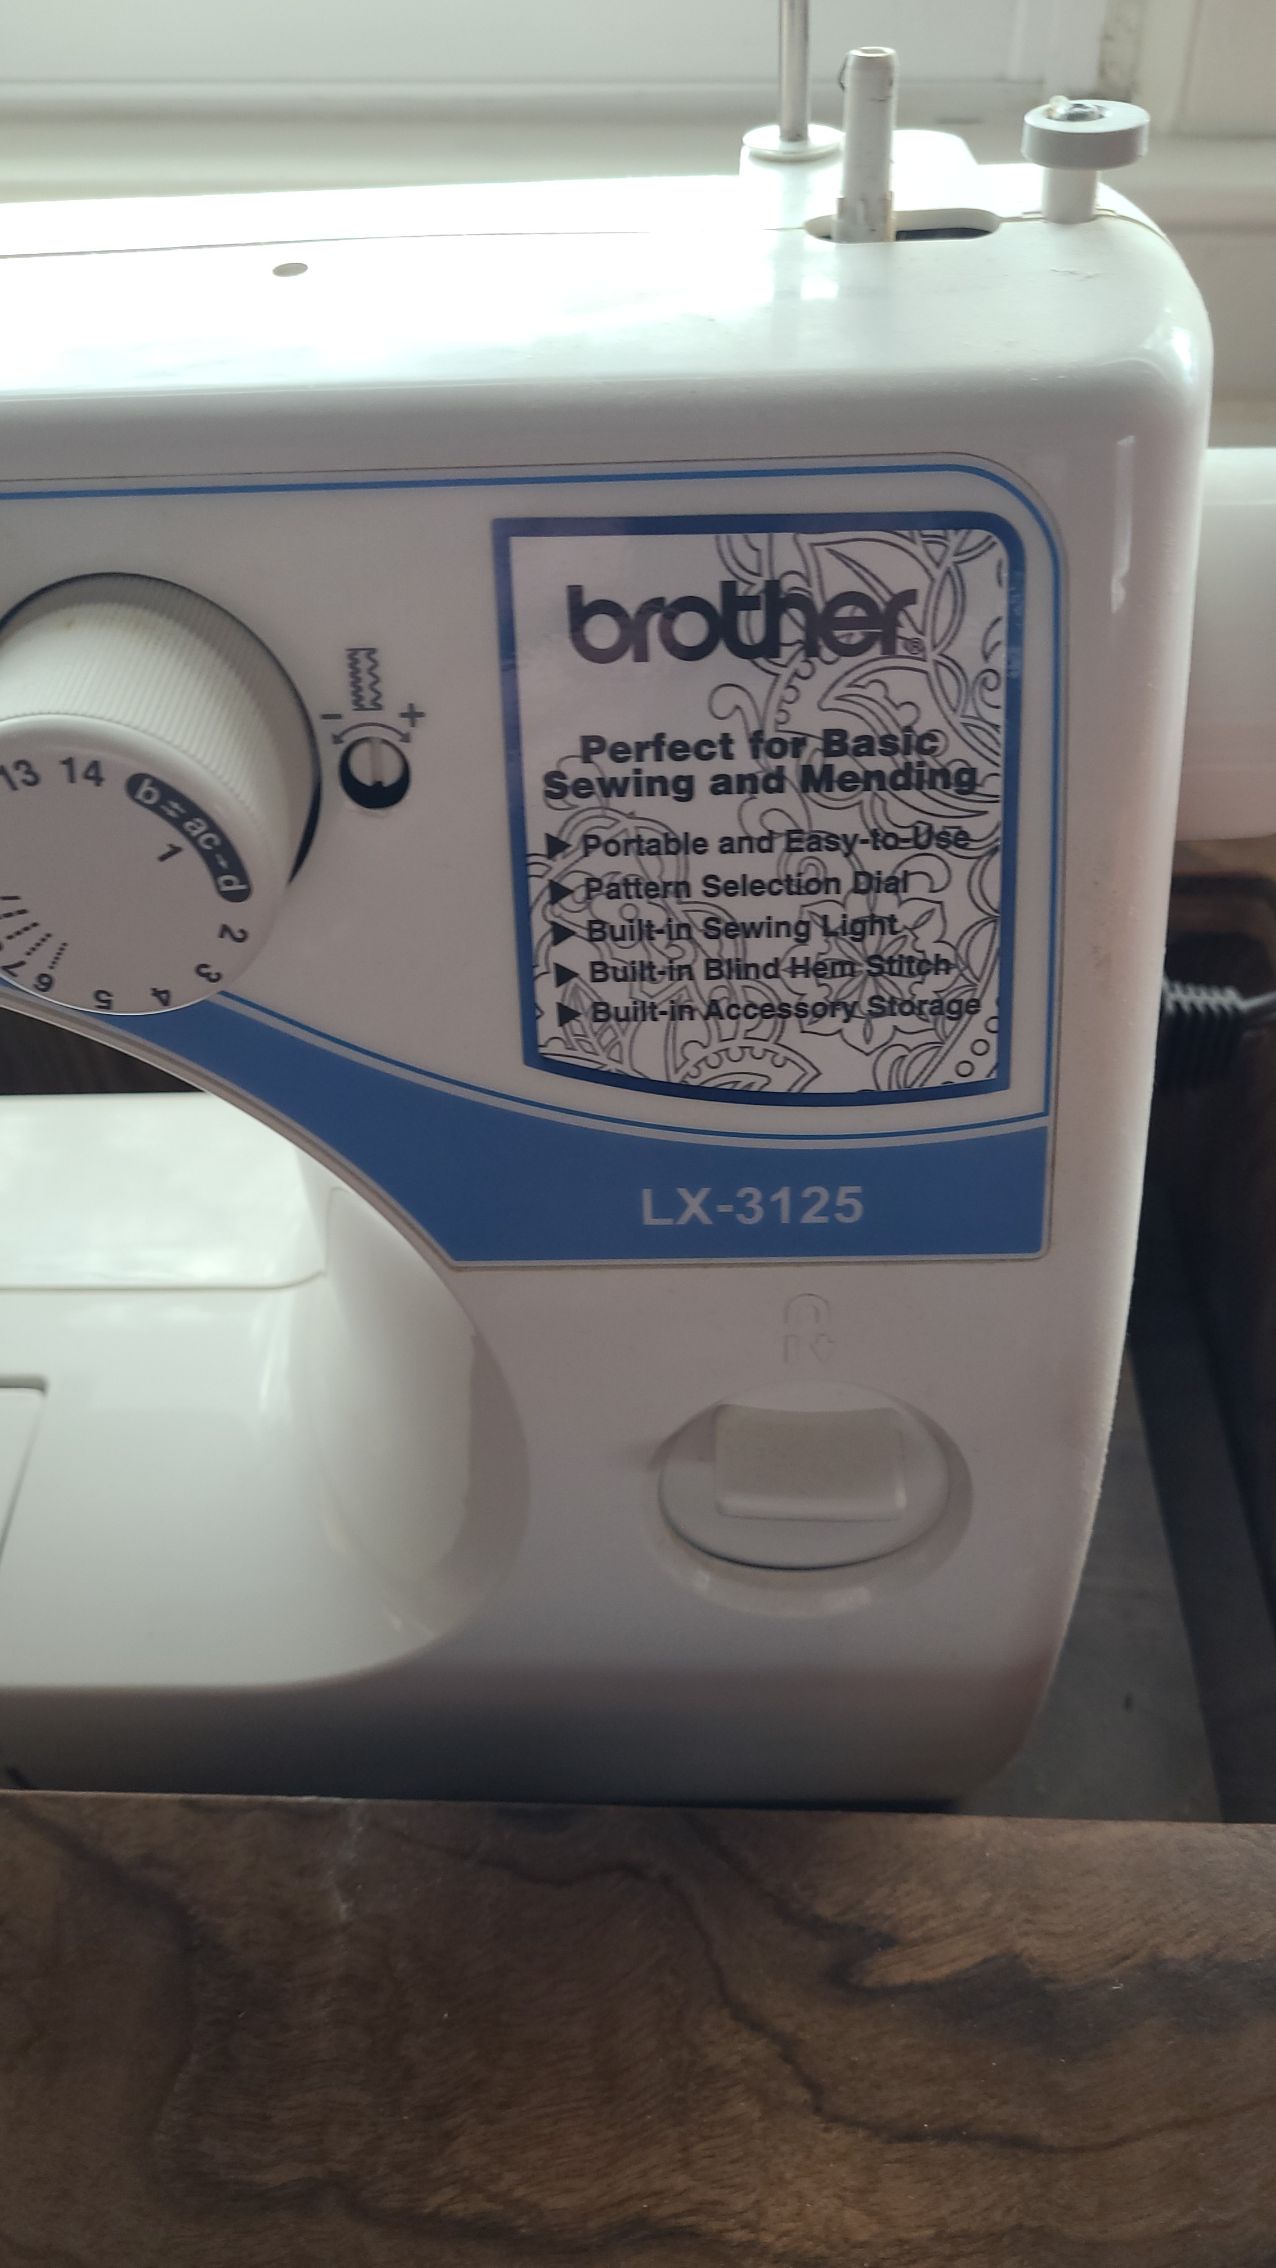 brother®
Perfect for Basic
Sewing and Mending
▶ Portable and Easy-to-Use
▶ Pattern Selection Dial
▶ Built-in Sewing Light
▶ Built-in Blind Hem Stitch
▶ Built-in Accessory Storage
LX-3125
- +
13 14 b=ac-d
1
2
3
4
5
6
7